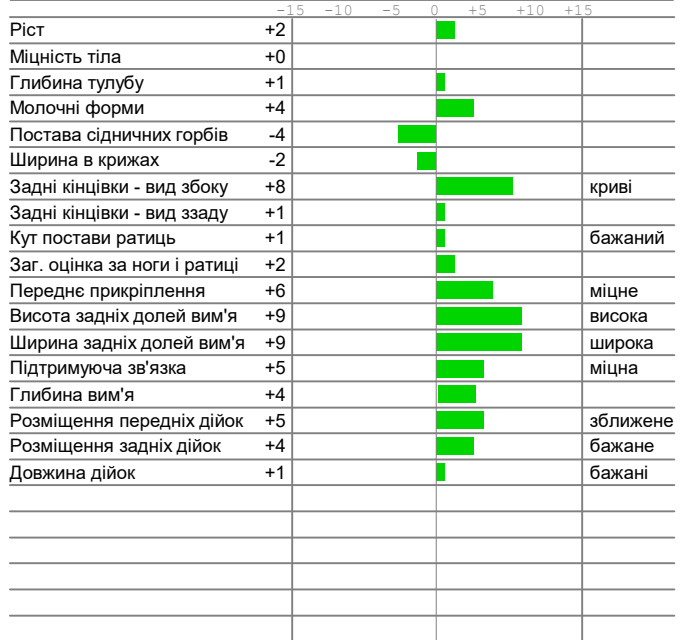 -15 -10 -5 0 +5 +10 +15
Ріст +2
Міцність тіла +0
Глибина тулубу +1
Молочні форми +4
Постава сідничних горбів -4
Ширина в крижах -2
Задні кінцівки - вид збоку +8 криві
Задні кінцівки - вид ззаду +1
Кут постави ратиць +1 бажаний
Заг. оцінка за ноги і ратиці +2
Переднє прикріплення +6 міцне
Висота задніх долей вим'я +9 висока
Ширина задніх долей вим'я +9 широка
Підтримуюча зв'язка +5 міцна
Глибина вим'я +4
Розміщення передніх дійок +5 зближене
Розміщення задніх дійок +4 бажане
Довжина дійок +1 бажані